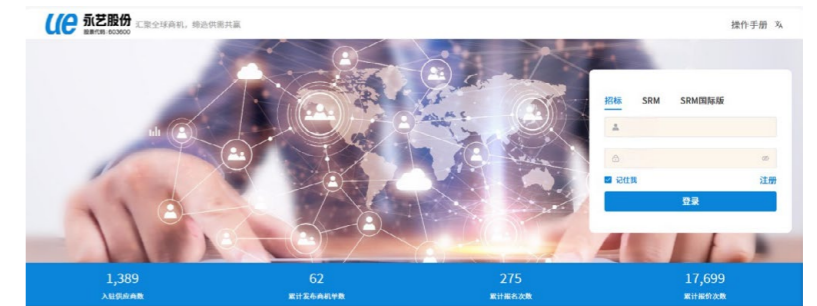 UE 永艺股份 汇聚全球商机，缔造供需共赢
股票代码:603600
操作手册
招标 SRM SRM国际版
记住我 注册
登录
1,389 62 275 17,699
入驻供应商数 累计发布商机单数 累计报名次数 累计报价次数